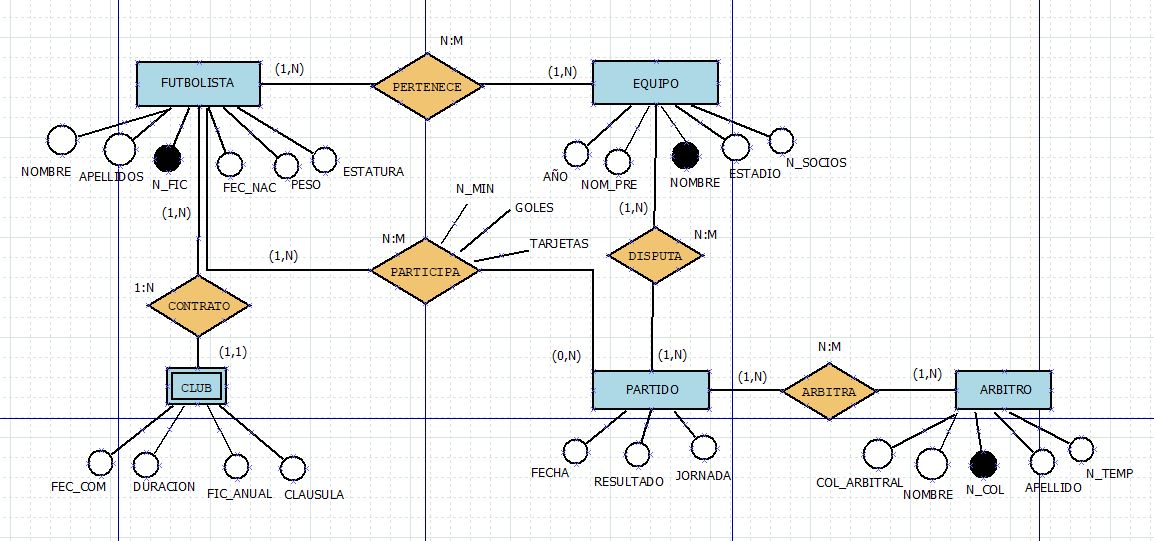 N:M
FUTBOLISTA
(1,N)
PERTENECE
(1,N)
EQUIPO
NOMBRE
APELLIDOS
N_FIC
FEC_NAC
PESO
ESTATURA
AÑO
NOM_PRE
NOMBRE
ESTADIO
N_SOCIOS
(1,N)
N_MIN
GOLES
TARJETAS
(1,N)
N:M
(1,N)
N:M
PARTICIPA
DISPUTA
1:N
CONTRATO
(1,1)
(0,N)
(1,N)
N:M
CLUB
PARTIDO
(1,N)
ARBITRA
(1,N)
ARBITRO
FEC_COM
DURACION
FIC_ANUAL
CLAUSULA
FECHA
RESULTADO
JORNADA
COL_ARBITRAL
NOMBRE
N_COL
APELLIDO
N_TEMP